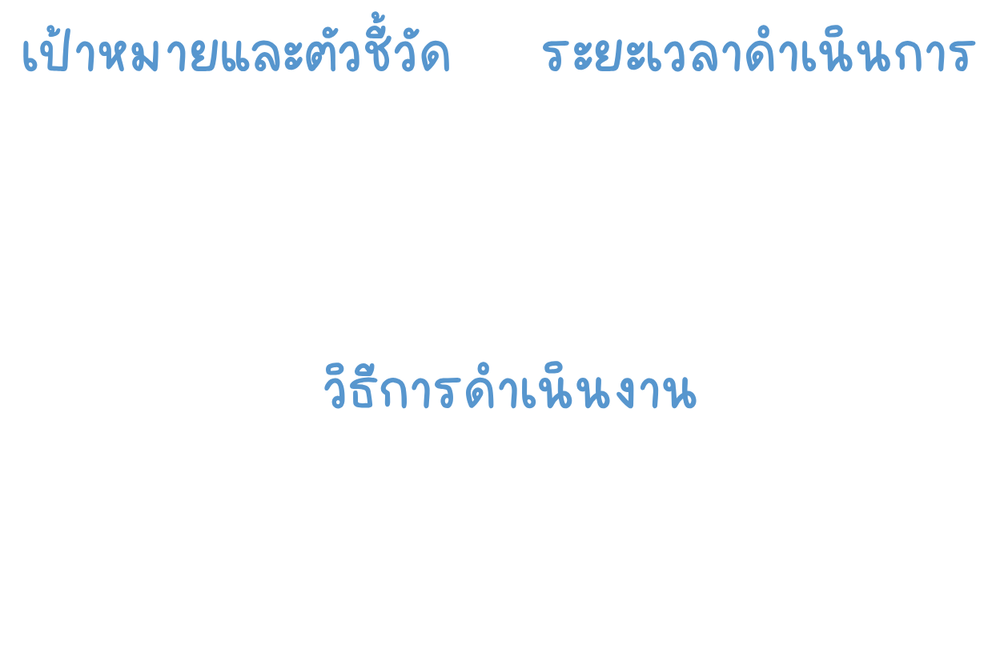 เป้าหมายและตัวชี้วัด
ระยะเวลาดำเนินการ
วิธีการดำเนินงาน